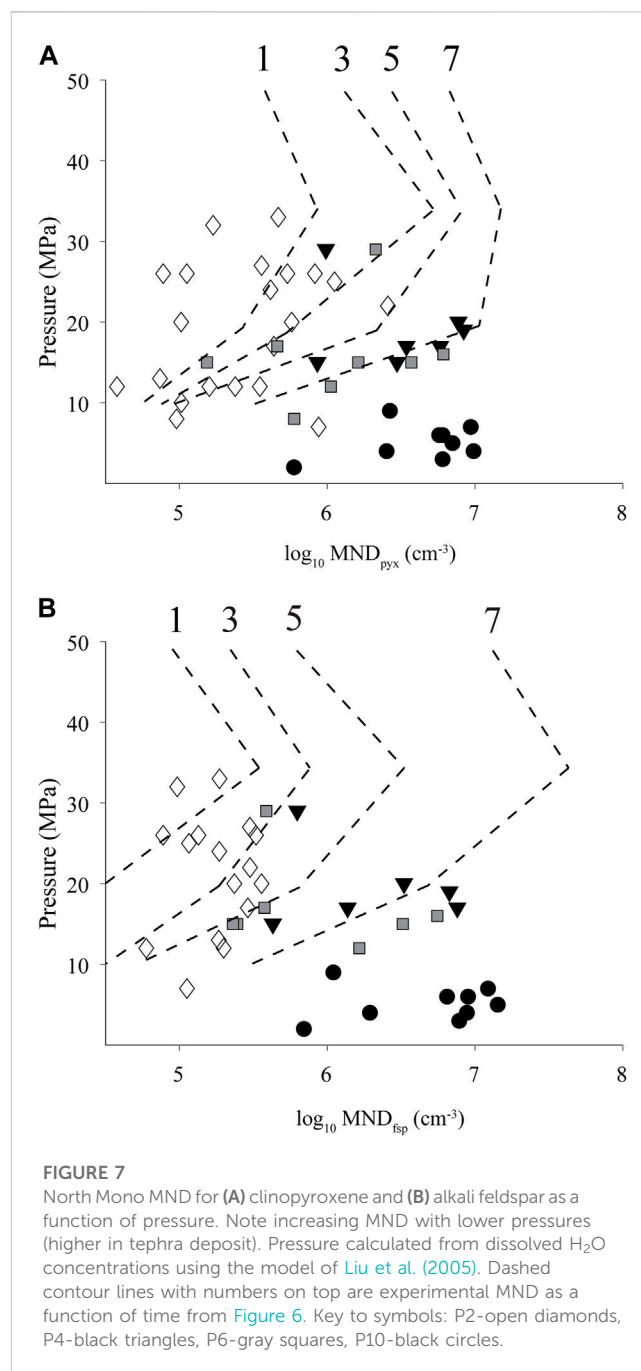 A
1 3 5 7
50
40
30
20
10
Pressure (MPa)
5 6 7 8
log₁₀ MNDₚyₓ (cm⁻³)
B
1 3 5 7
50
40
30
20
10
Pressure (MPa)
5 6 7 8
log₁₀ MND_fsp (cm⁻³)
FIGURE 7
North Mono MND for (A) clinopyroxene and (B) alkali feldspar as a
function of pressure. Note increasing MND with lower pressures
(higher in tephra deposit). Pressure calculated from dissolved H₂O
concentrations using the model of Liu et al. (2005). Dashed
contour lines with numbers on top are experimental MND as a
function of time from Figure 6. Key to symbols: P2-open diamonds,
P4-black triangles, P6-gray squares, P10-black circles.